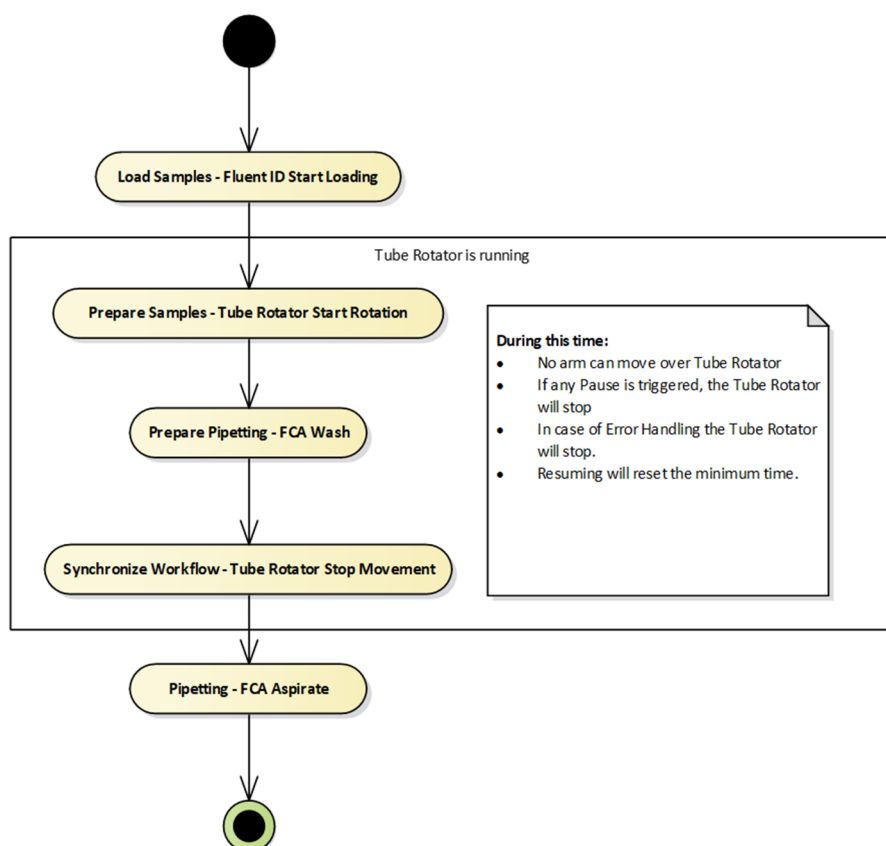 Load Samples - Fluent ID Start Loading
Tube Rotator is running
Prepare Samples - Tube Rotator Start Rotation
During this time:
• No arm can move over Tube Rotator
• If any Pause is triggered, the Tube Rotator
will stop
• In case of Error Handling the Tube Rotator
will stop.
• Resuming will reset the minimum time.
Prepare Pipetting - FCA Wash
Synchronize Workflow - Tube Rotator Stop Movement
Pipetting - FCA Aspirate